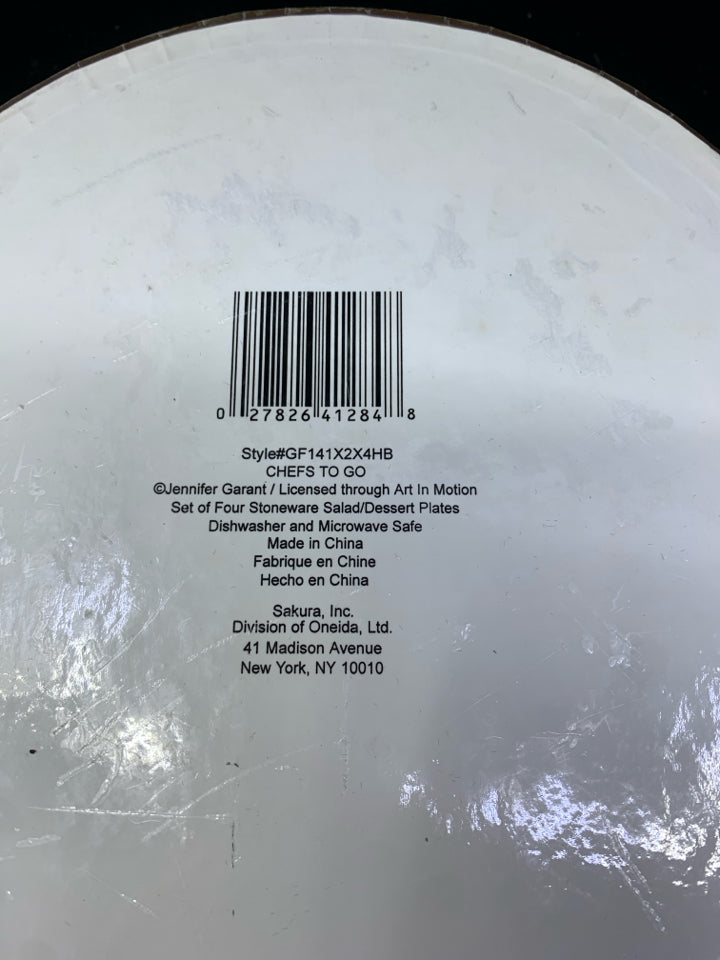 0 27826 41284 8
Style#GF141X2X4HB
CHEFS TO GO
©Jennifer Garant / Licensed through Art In Motion
Set of Four Stoneware Salad/Dessert Plates
Dishwasher and Microwave Safe
Made in China
Fabrique en Chine
Hecho en China
Sakura, Inc.
Division of Oneida, Ltd.
41 Madison Avenue
New York, NY 10010